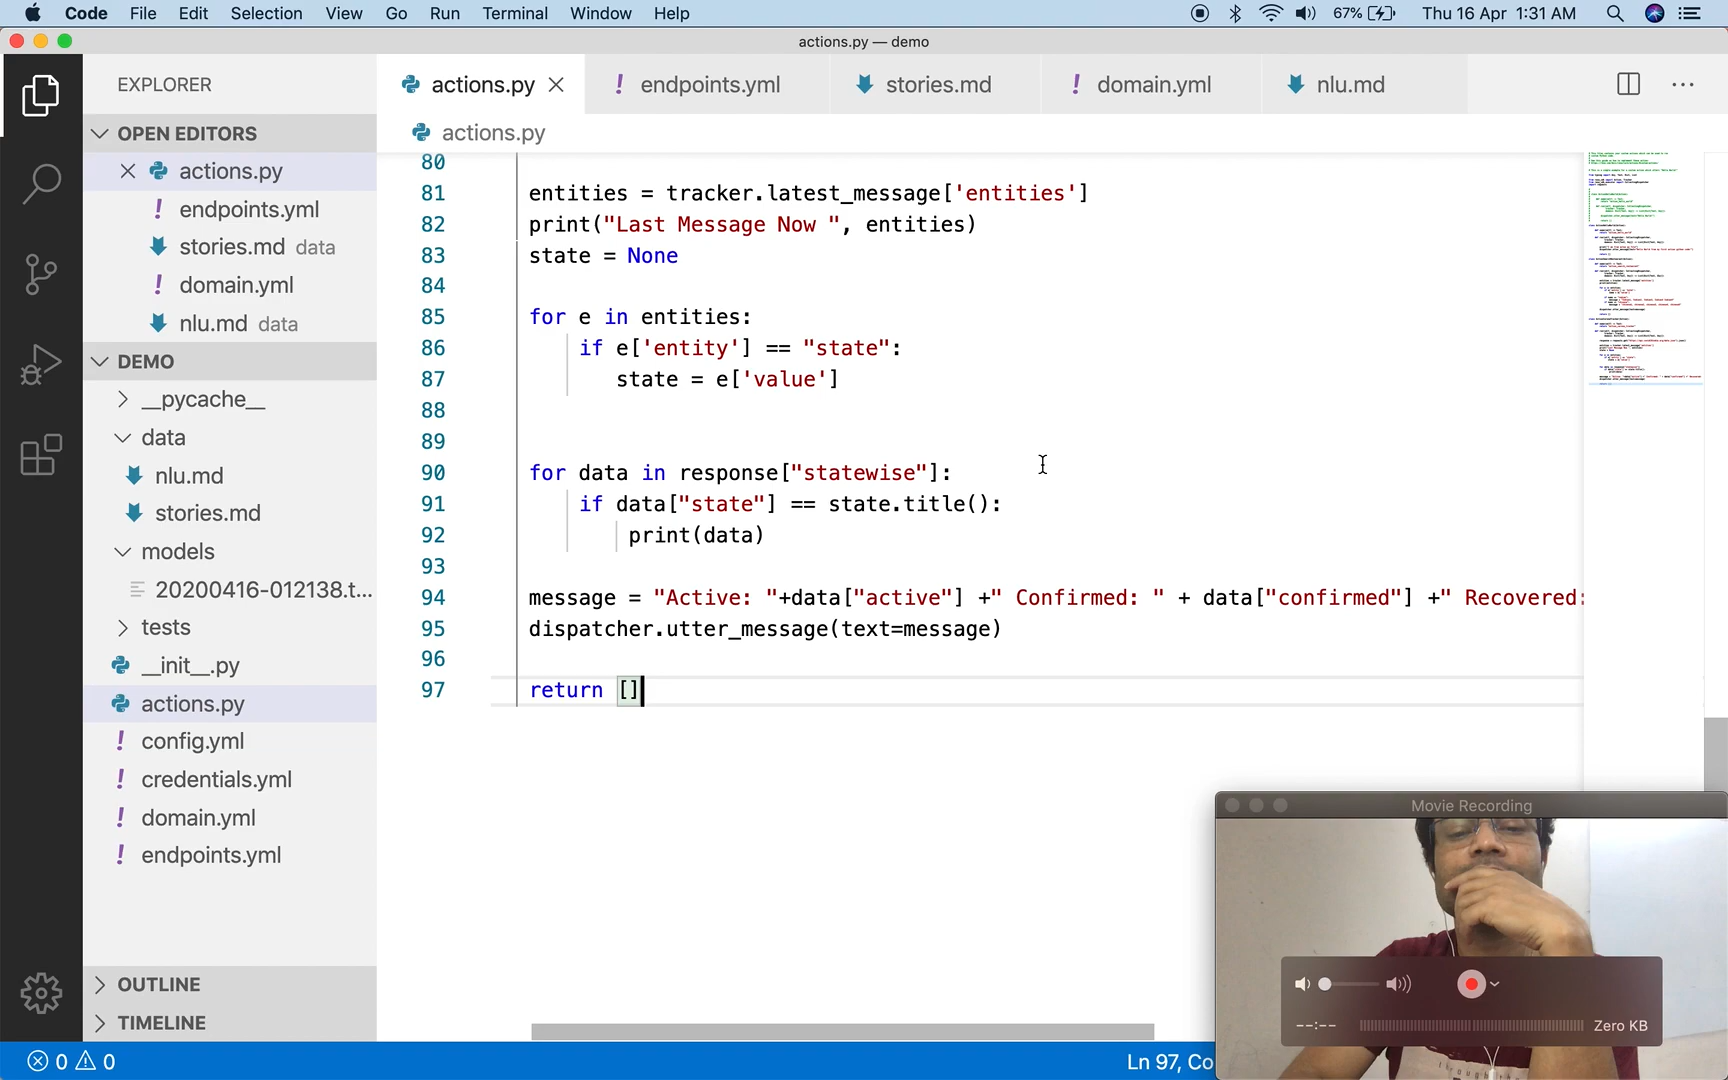 Code File Edit Selection View Go Run Terminal Window Help 67% Thu 16 Apr 1:31 AM
actions.py — demo
EXPLORER
OPEN EDITORS
actions.py
endpoints.yml
stories.md data
domain.yml
nlu.md data
DEMO
__pycache__
data
nlu.md
stories.md
models
20200416-012138.t...
tests
__init__.py
actions.py
config.yml
credentials.yml
domain.yml
endpoints.yml
OUTLINE
TIMELINE
0 0
actions.py endpoints.yml stories.md domain.yml nlu.md
actions.py
80
81 entities = tracker.latest_message['entities']
82 print("Last Message Now ", entities)
83 state = None
84
85 for e in entities:
86 if e['entity'] == "state":
87 state = e['value']
88
89
90 for data in response["statewise"]:
91 if data["state"] == state.title():
92 print(data)
93
94 message = "Active: "+data["active"] +" Confirmed: " + data["confirmed"] +" Recovered:
95 dispatcher.utter_message(text=message)
96
97 return []
Ln 97, Co
Movie Recording
--:--
Zero KB